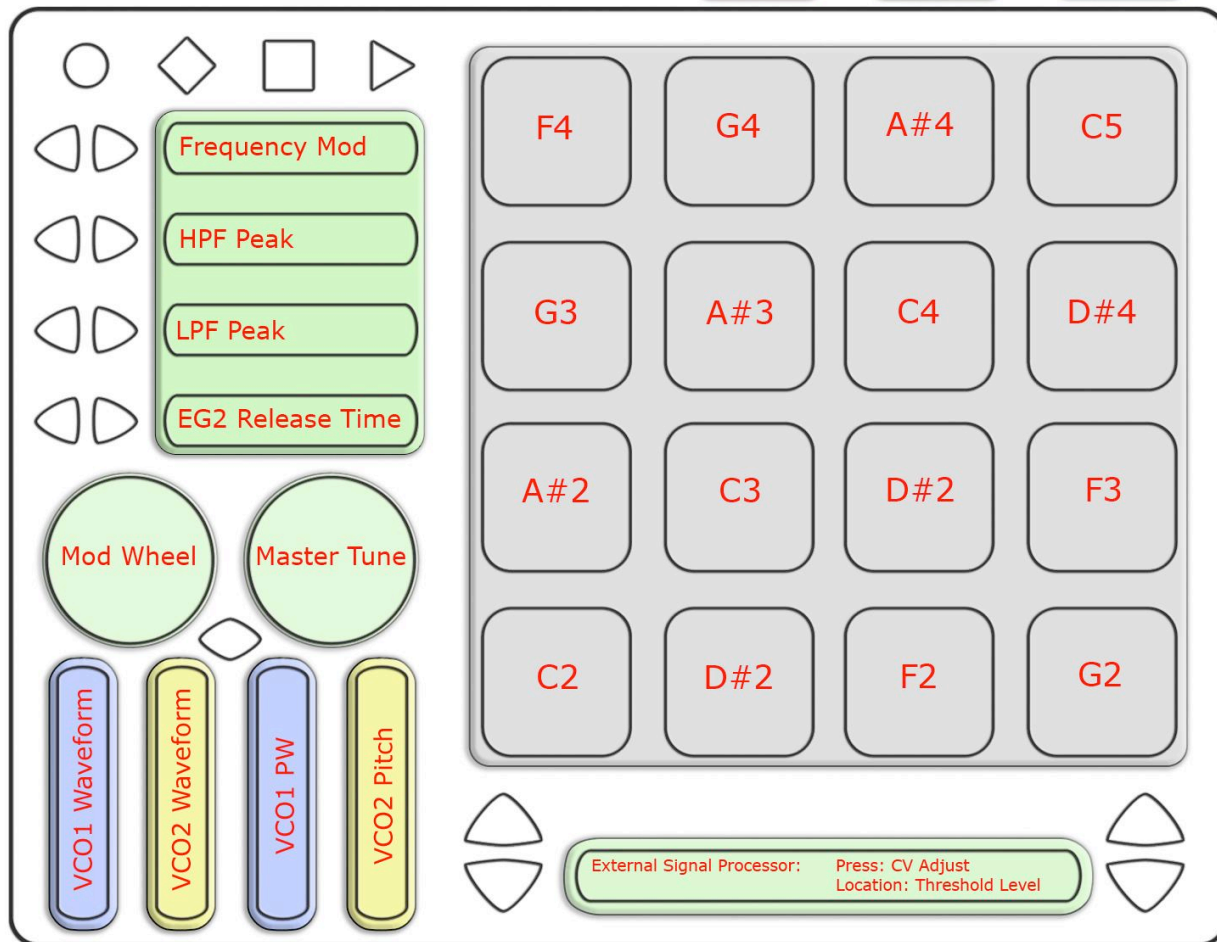 F4
G4
A#4
C5
Frequency Mod
HPF Peak
G3
A#3
C4
D#4
LPF Peak
EG2 Release Time
A#2
C3
D#2
F3
Mod Wheel
Master Tune
C2
D#2
F2
G2
VCO1 Waveform
VCO2 Waveform
VCO1 PW
VCO2 Pitch
External Signal Processor: Press: CV Adjust
Location: Threshold Level